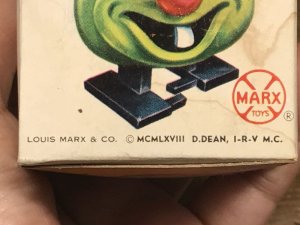 MARX
TOYS
®
LOUIS MARX & CO. © MCMLXVIII D.DEAN, I-R-V M.C.